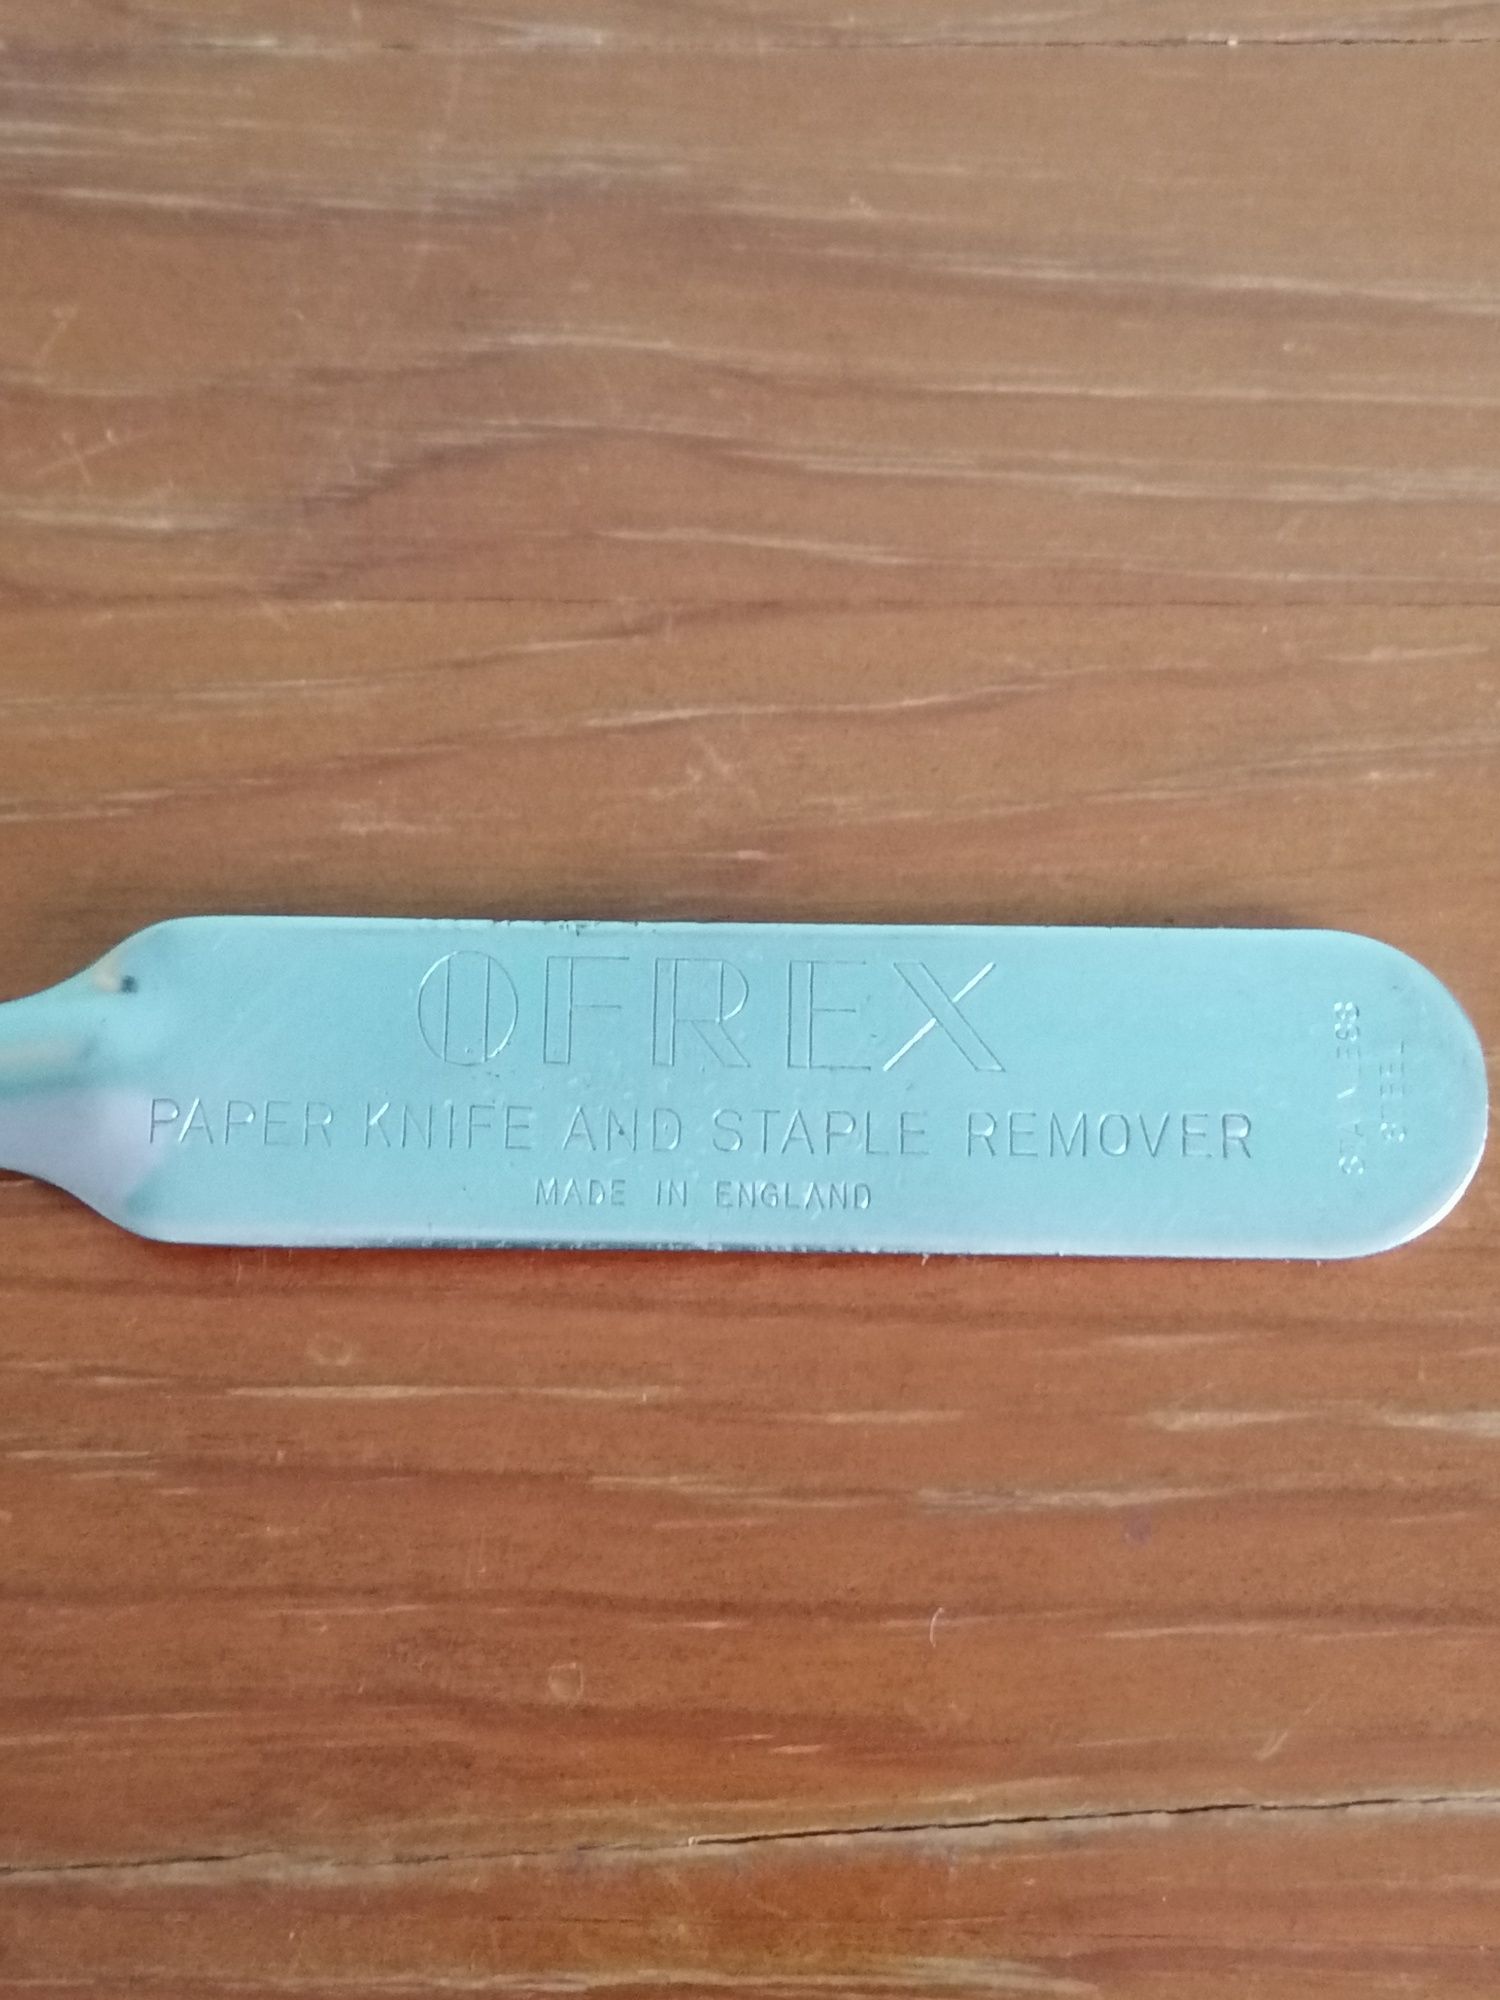 OFREX
PAPER KNIFE AND STAPLE REMOVER
MADE IN ENGLAND
STAINLESS
STEEL